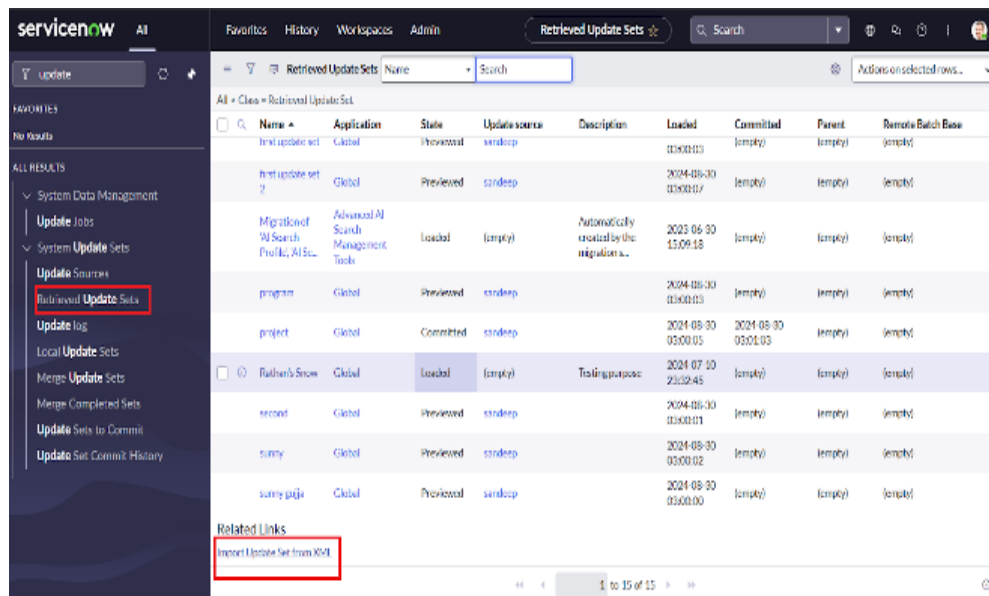 servicenow All Favorites History Workspaces Admin Retrieved Update Sets Search
update
FAVORITES
No Results
ALL RESULTS
System Data Management
Update Jobs
System Update Sets
Update Sources
Retrieved Update Sets
Update log
Local Update Sets
Merge Update Sets
Merge Completed Sets
Update Sets to Commit
Update Set Commit History
Retrieved Update Sets Name Search Actions on selected rows...
All > Class = Retrieved Update Set
Name Application State Update source Description Loaded Committed Parent Remote Batch Base
first update set Global Previewed sandeep 03:00:03 (empty) (empty) (empty)
first update set
2 Global Previewed sandeep 2024-08-30
03:00:07 (empty) (empty) (empty)
Migration of
'AI Search
Profile', 'AI Sc... Advanced AI
Search
Management
Tools Loaded (empty) Automatically
created by the
migration s... 2023-06-30
15:09:18 (empty) (empty) (empty)
program Global Previewed sandeep 2024-08-30
03:00:03 (empty) (empty) (empty)
project Global Committed sandeep 2024-08-30
03:00:05 2024-08-30
03:01:03 (empty) (empty)
Rathan's Snow Global Loaded (empty) Testing purpose 2024-07-10
23:32:45 (empty) (empty) (empty)
second Global Previewed sandeep 2024-08-30
03:00:01 (empty) (empty) (empty)
sunny Global Previewed sandeep 2024-08-30
03:00:02 (empty) (empty) (empty)
sunny gujja Global Previewed sandeep 2024-08-30
03:00:00 (empty) (empty) (empty)
Related Links
Import Update Set from XML
1 to 15 of 15